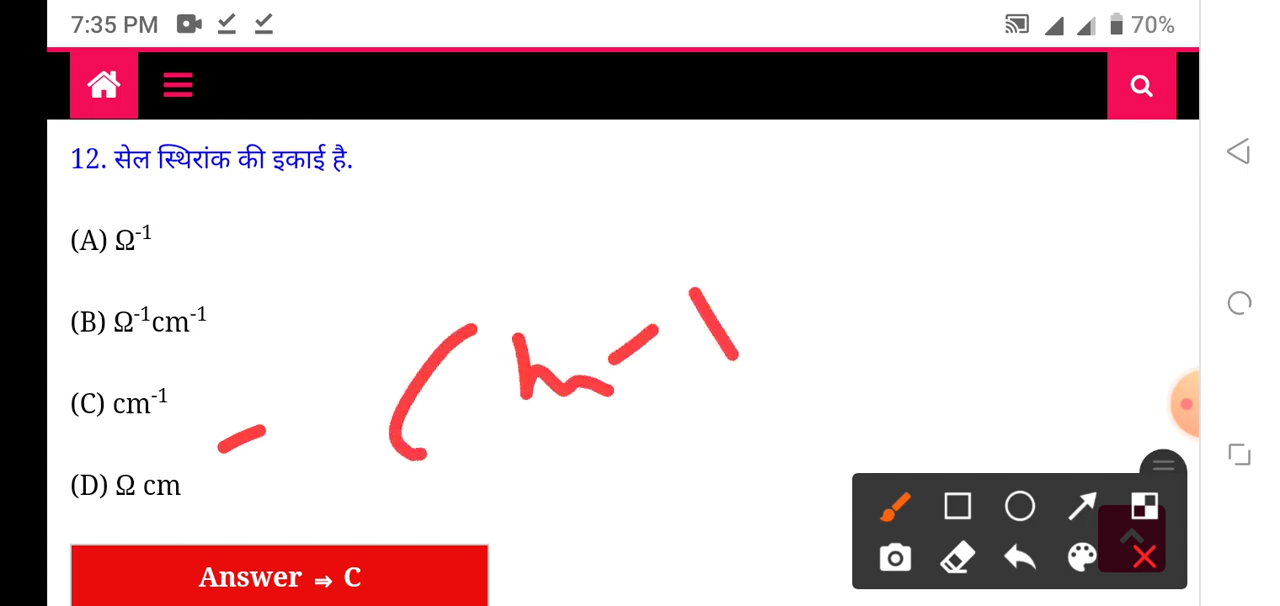 7:35 PM 70%
12. सेल स्थिरांक की इकाई है.
(A) Ω⁻¹
(B) Ω⁻¹cm⁻¹
(C) cm⁻¹
- Cm-1
(D) Ω cm
Answer ⇒ C